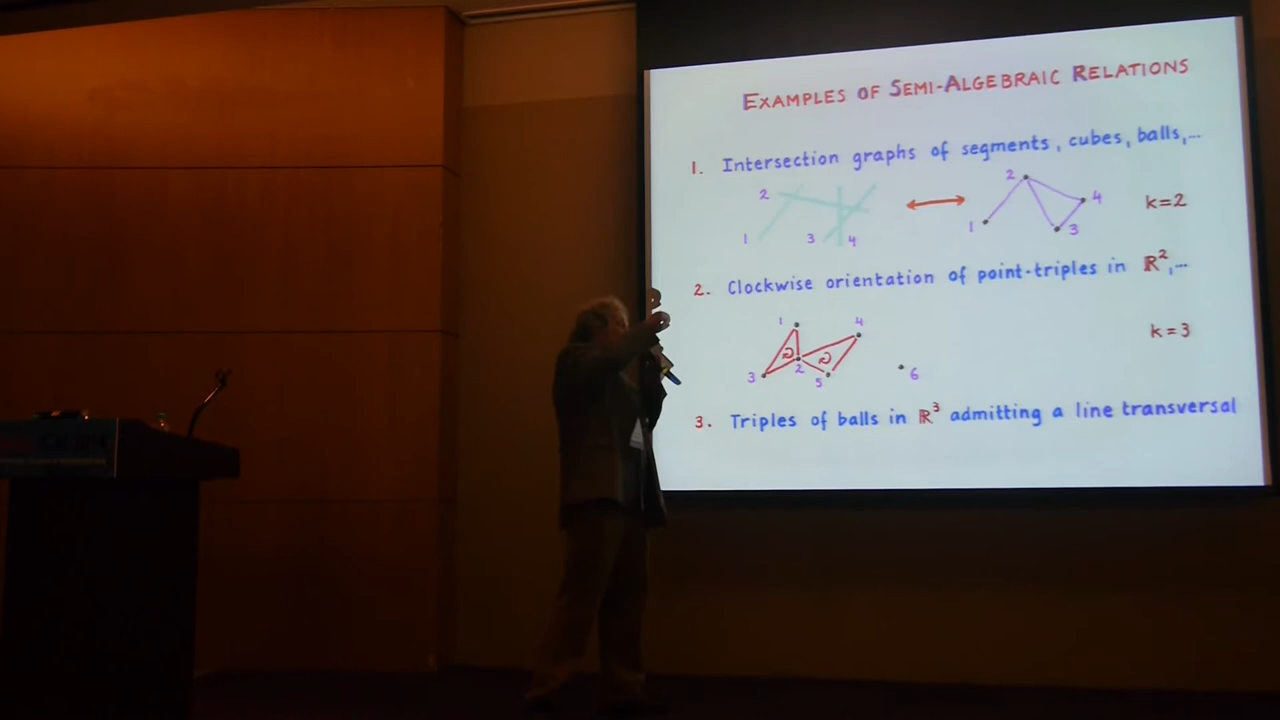 EXAMPLES OF SEMI-ALGEBRAIC RELATIONS
1. Intersection graphs of segments, cubes, balls,...
2
1
3
4
2
1
3
4
k=2
2. Clockwise orientation of point-triples in ℝ²,...
1
4
3
2
5
6
k=3
3. Triples of balls in ℝ³ admitting a line transversal